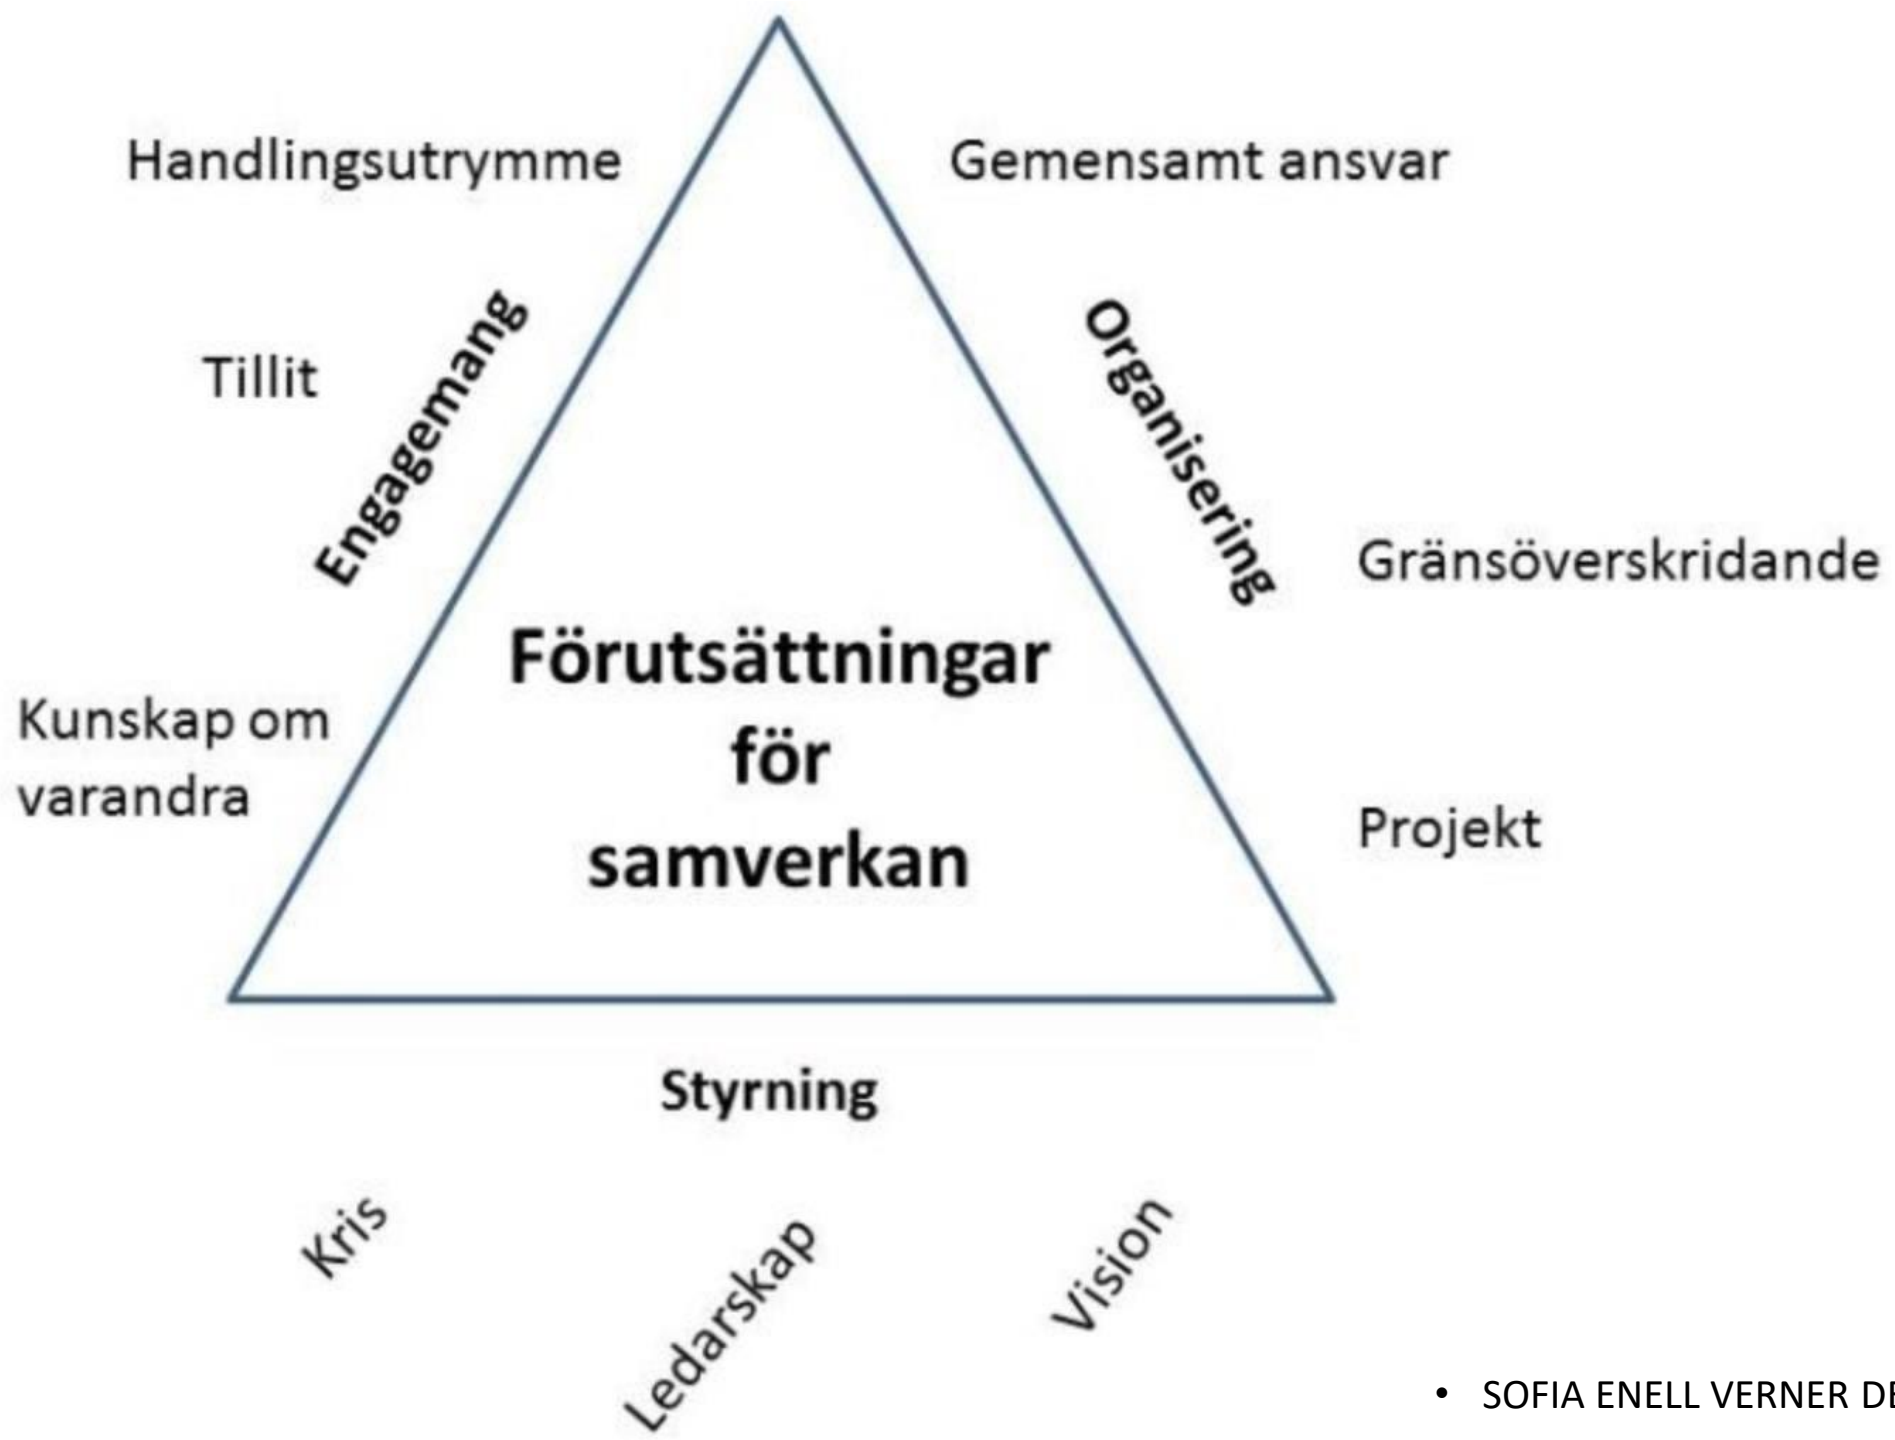 Handlingsutrymme
Gemensamt ansvar
Tillit
Engagemang
Organisering
Gränsöverskridande
Förutsättningar
för
samverkan
Kunskap om
varandra
Projekt
Styrning
Kris
Ledarskap
Vision
• SOFIA ENELL VERNER